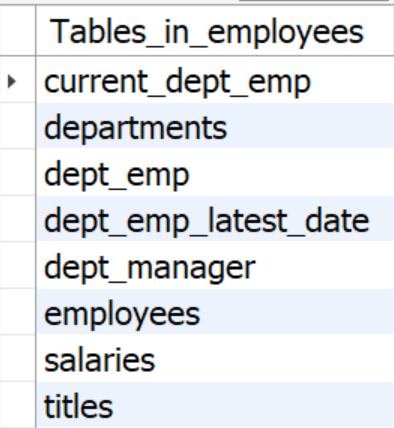 Tables_in_employees
current_dept_emp
departments
dept_emp
dept_emp_latest_date
dept_manager
employees
salaries
titles